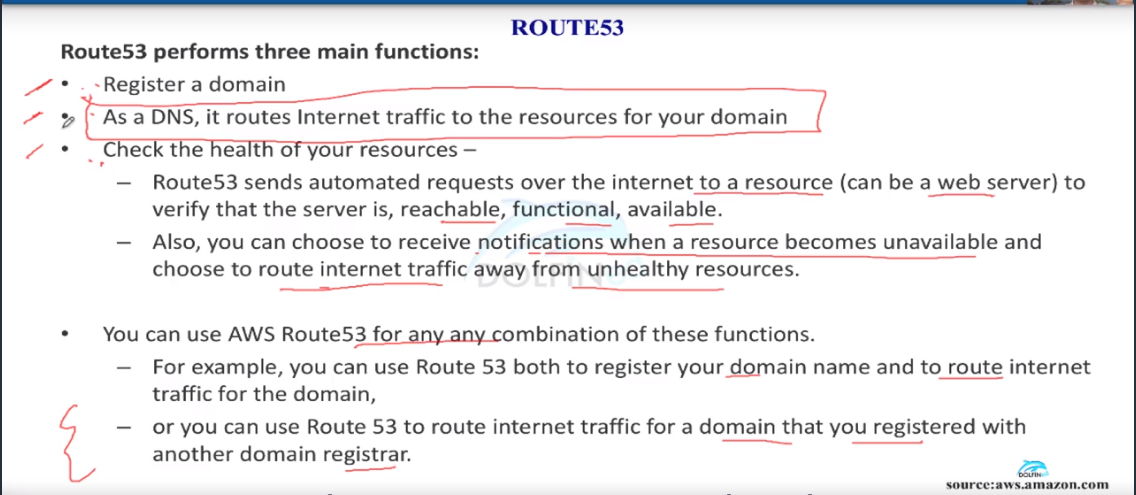 ROUTE53
Route53 performs three main functions:
• Register a domain
• As a DNS, it routes Internet traffic to the resources for your domain
• Check the health of your resources –
– Route53 sends automated requests over the internet to a resource (can be a web server) to
verify that the server is, reachable, functional, available.
– Also, you can choose to receive notifications when a resource becomes unavailable and
choose to route internet traffic away from unhealthy resources.
• You can use AWS Route53 for any any combination of these functions.
– For example, you can use Route 53 both to register your domain name and to route internet
traffic for the domain,
– or you can use Route 53 to route internet traffic for a domain that you registered with
another domain registrar.
DOLFIN
source:aws.amazon.com